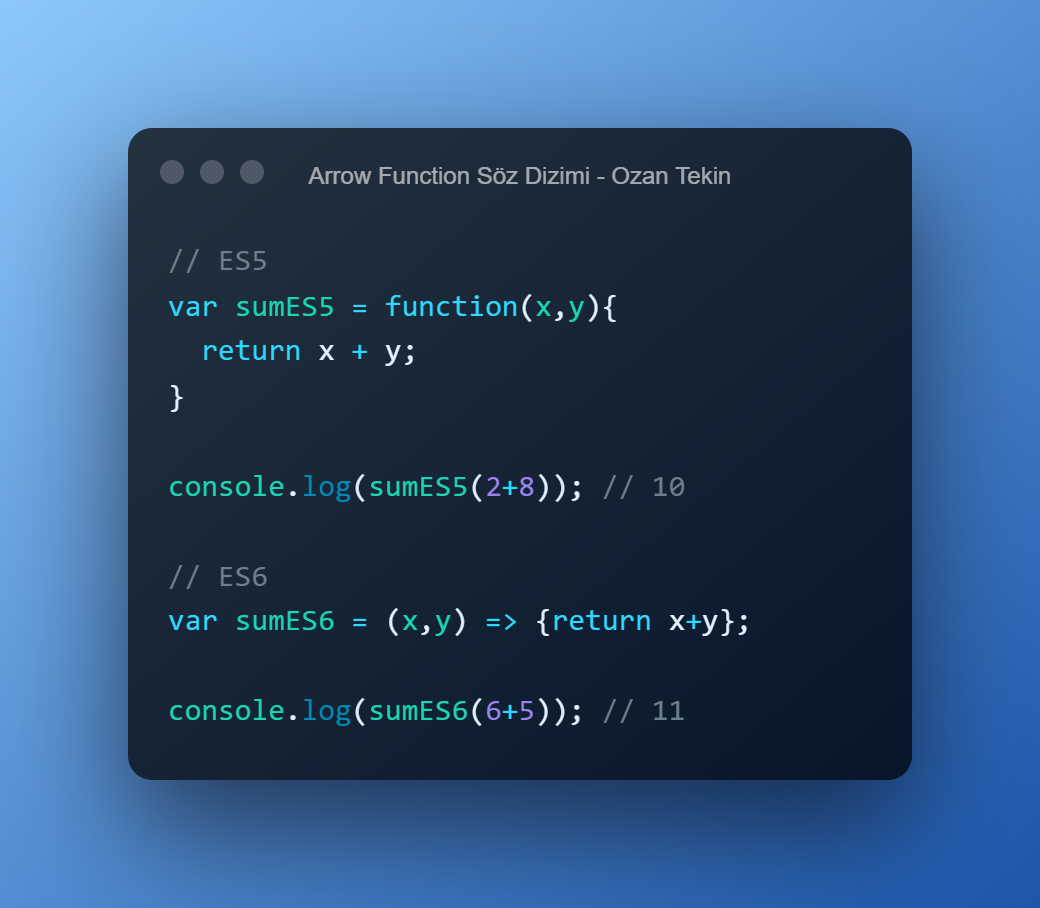 Arrow Function Söz Dizimi - Ozan Tekin
// ES5
var sumES5 = function(x,y){
  return x + y;
}
console.log(sumES5(2+8)); // 10
// ES6
var sumES6 = (x,y) => {return x+y};
console.log(sumES6(6+5)); // 11